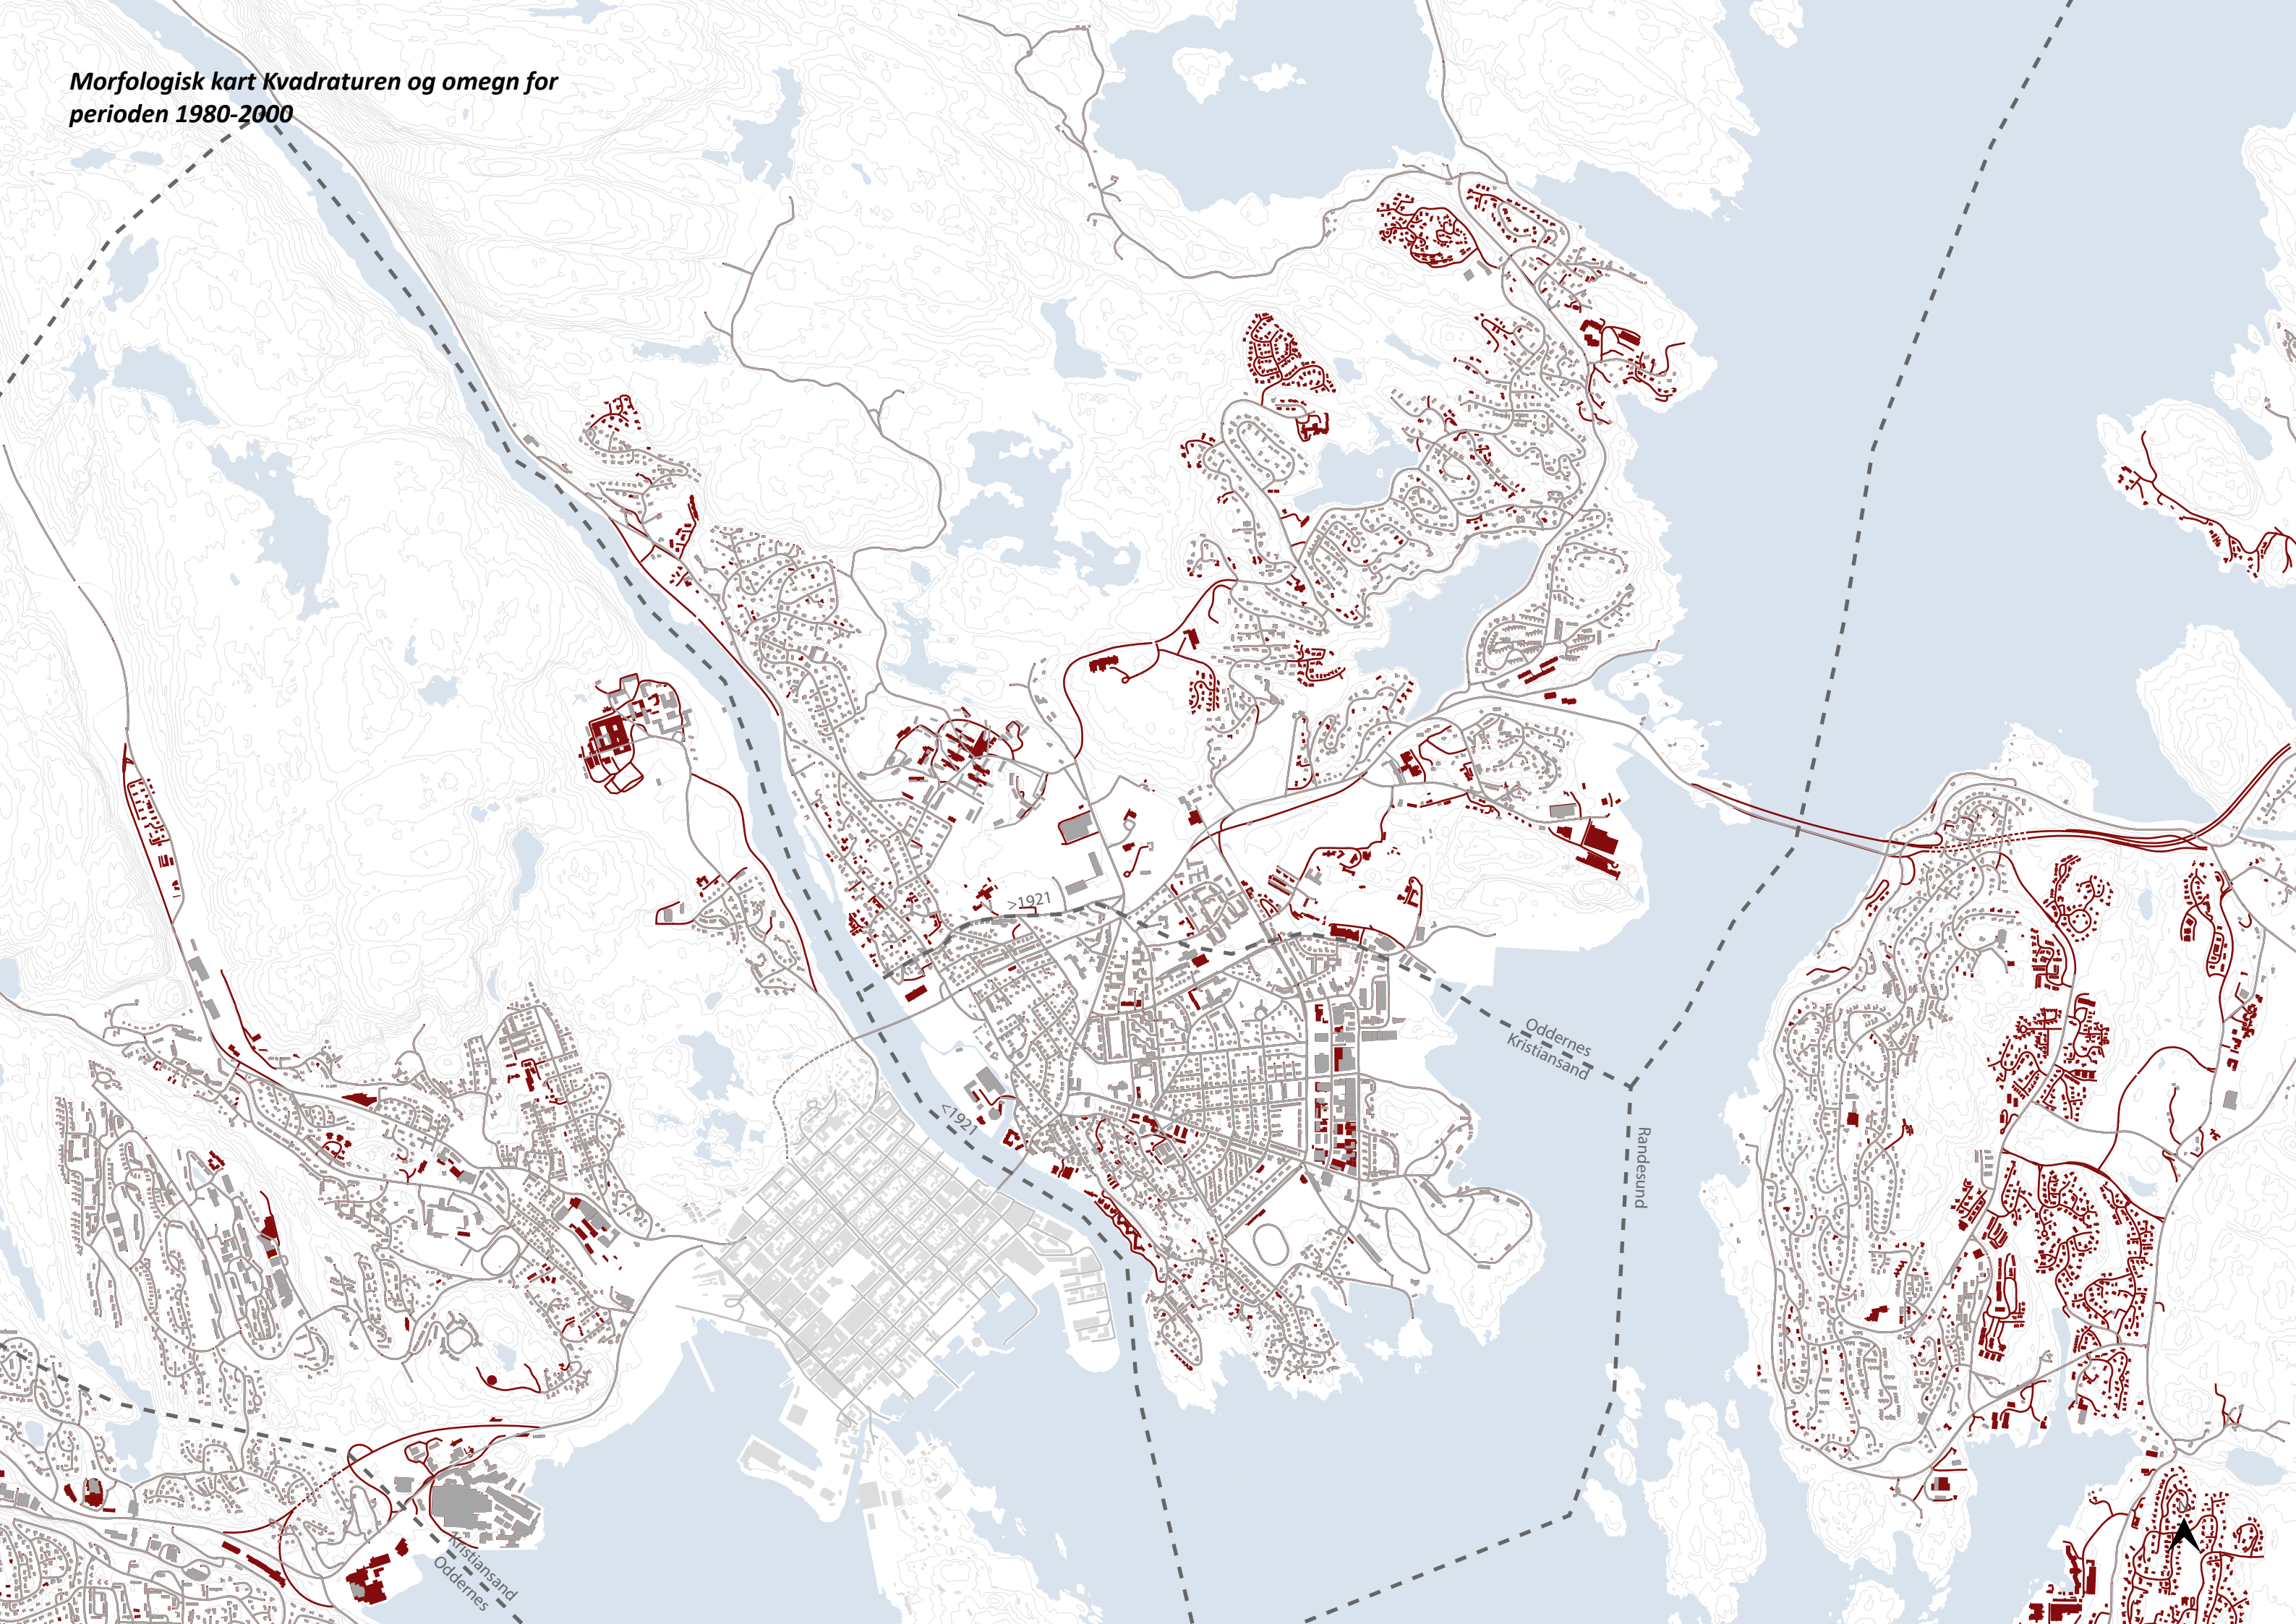 Morfologisk kart Kvadraturen og omegn for
perioden 1980-2000
>1921
Oddernes
Kristiansand
<1921
Randesund
Kristiansand
Oddernes
N